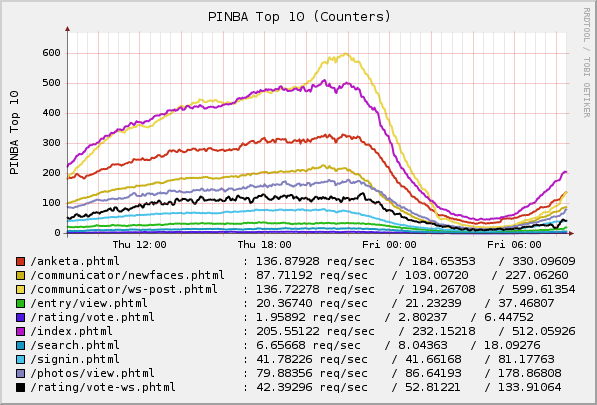 PINBA Top 10 (Counters)
RRDTOOL / TOBI OETIKER
PINBA Top 10
600
500
400
300
200
100
0
Thu 12:00 Thu 18:00 Fri 00:00 Fri 06:00
/anketa.phtml : 136.87928 req/sec / 184.65353 / 330.09609
/communicator/newfaces.phtml : 87.71192 req/sec / 103.00720 / 227.06260
/communicator/ws-post.phtml : 136.72278 req/sec / 194.26708 / 599.61354
/entry/view.phtml : 20.36740 req/sec / 21.23239 / 37.46807
/rating/vote.phtml : 1.95892 req/sec / 2.80237 / 6.44752
/index.phtml : 205.55122 req/sec / 232.15218 / 512.05926
/search.phtml : 6.65668 req/sec / 8.04363 / 18.09276
/signin.phtml : 41.78226 req/sec / 41.66168 / 81.17763
/photos/view.phtml : 79.88356 req/sec / 86.64193 / 178.86808
/rating/vote-ws.phtml : 42.39296 req/sec / 52.81221 / 133.91064